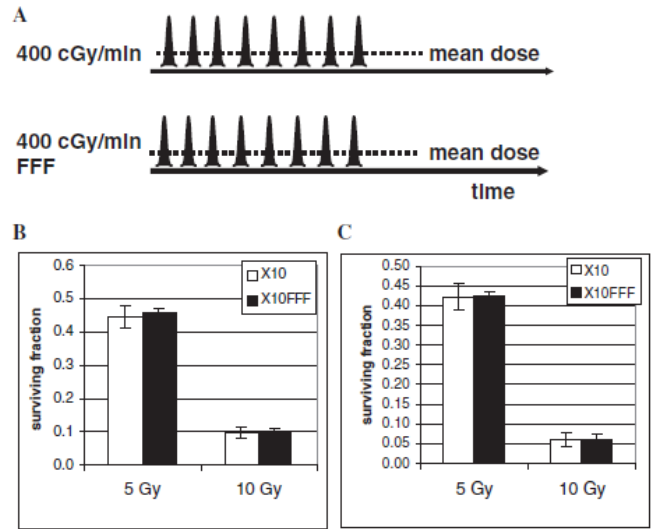 A
400 cGy/min
mean dose
400 cGy/min
FFF
mean dose
time
B
0.6
0.5
0.4
0.3
0.2
0.1
0.0
surviving fraction
X10
X10FFF
5 Gy
10 Gy
C
0.50
0.45
0.40
0.35
0.30
0.25
0.20
0.15
0.10
0.05
0.00
surviving fraction
X10
X10FFF
5 Gy
10 Gy